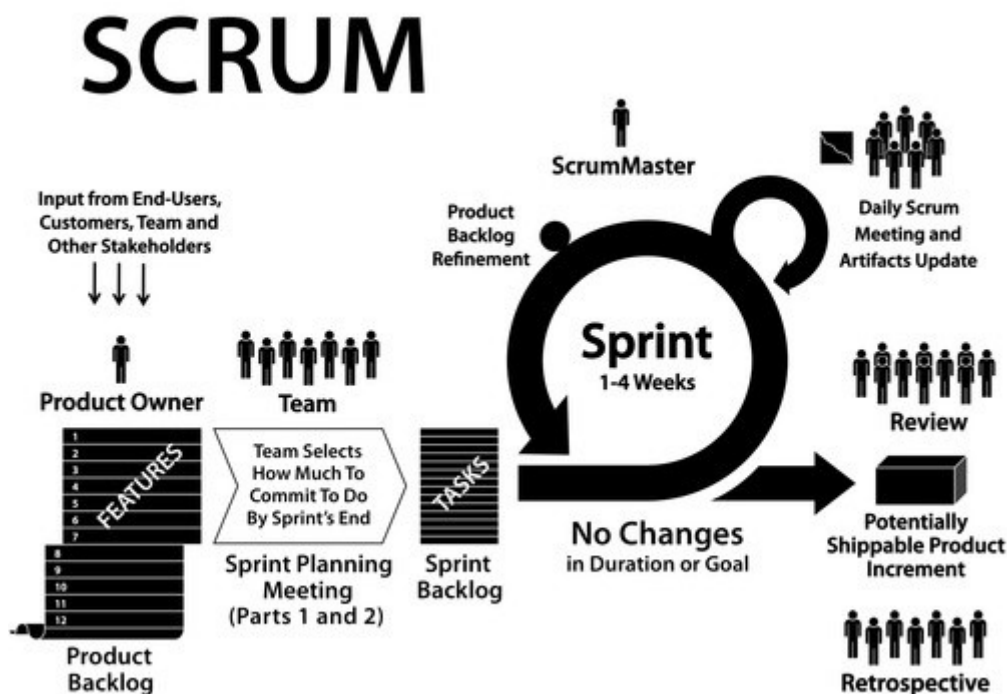 SCRUM
Input from End-Users,
Customers, Team and
Other Stakeholders
Product Owner
1
2
3
4
5
6
7
FEATURES
8
9
10
11
12
Product
Backlog
Team
Team Selects
How Much To
Commit To Do
By Sprint's End
Sprint Planning
Meeting
(Parts 1 and 2)
TASKS
Sprint
Backlog
ScrumMaster
Product
Backlog
Refinement
Sprint
1-4 Weeks
No Changes
in Duration or Goal
Daily Scrum
Meeting and
Artifacts Update
Review
Potentially
Shippable Product
Increment
Retrospective